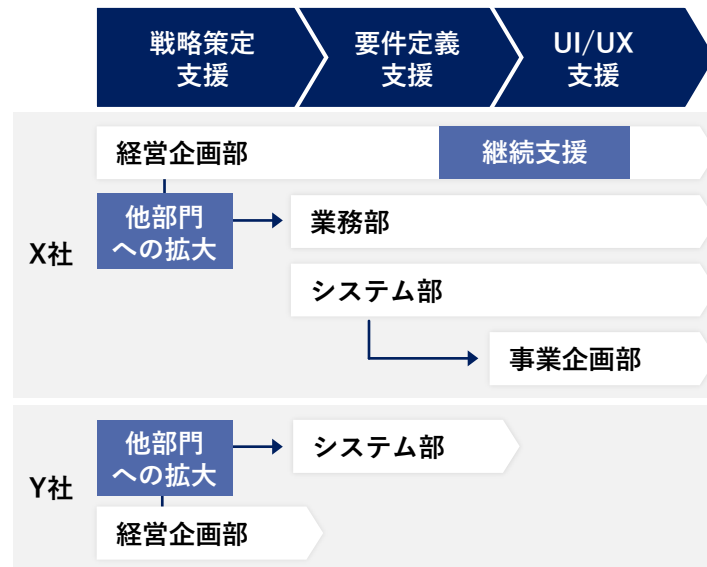 戦略策定
支援
要件定義
支援
UI/UX
支援
X社
経営企画部
継続支援
他部門
への拡大
業務部
システム部
事業企画部
Y社
他部門
への拡大
システム部
経営企画部